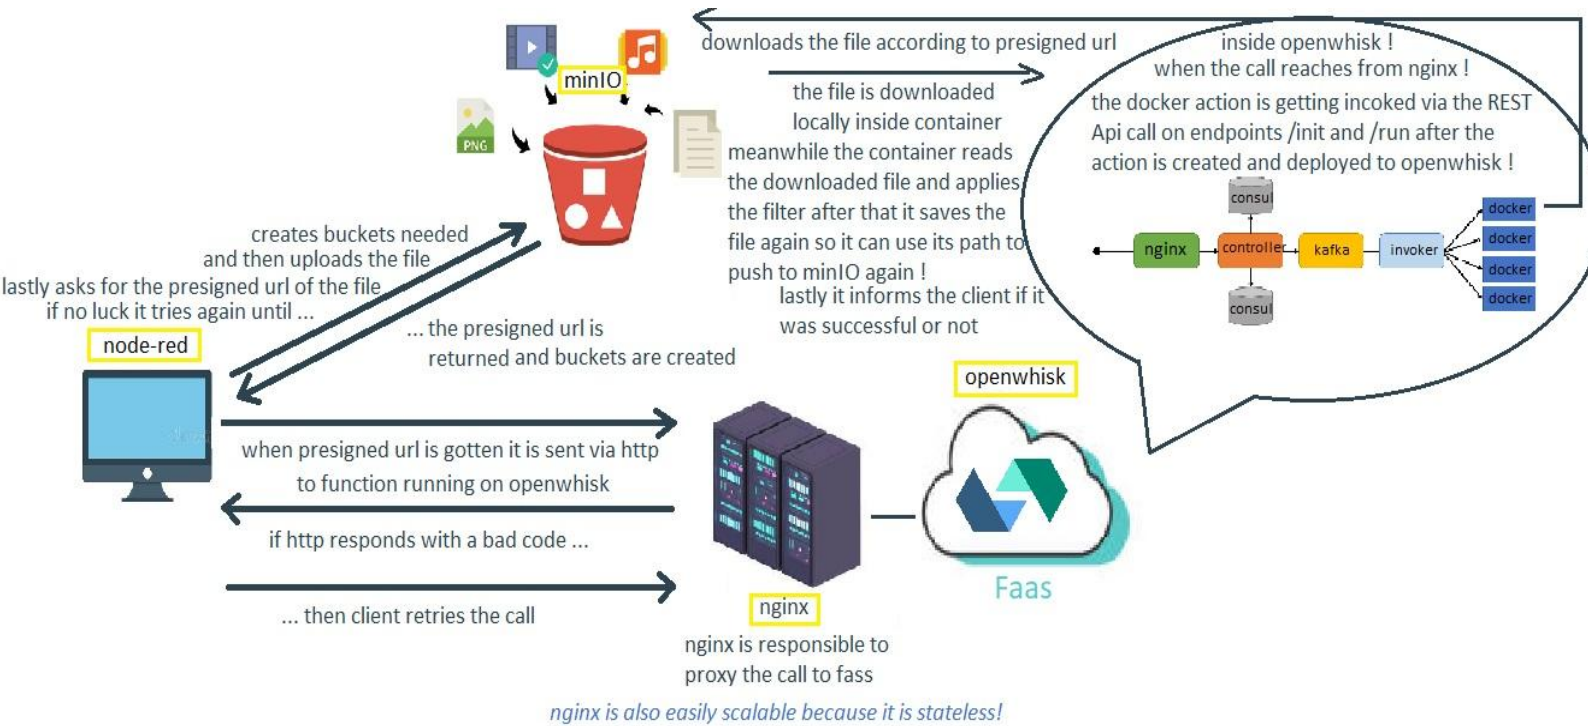 minIO
PNG
downloads the file according to presigned url
the file is downloaded
locally inside container
meanwhile the container reads
the downloaded file and applies
the filter after that it saves the
file again so it can use its path to
push to minIO again !
lastly it informs the client if it
was successful or not
inside openwhisk !
when the call reaches from nginx !
the docker action is getting incoked via the REST
Api call on endpoints /init and /run after the
action is created and deployed to openwhisk !
consul
nginx
controller
kafka
invoker
docker
docker
docker
docker
consul
creates buckets needed
and then uploads the file
lastly asks for the presigned url of the file
if no luck it tries again until ...
... the presigned url is
returned and buckets are created
node-red
when presigned url is gotten it is sent via http
to function running on openwhisk
if http responds with a bad code ...
... then client retries the call
openwhisk
Faas
nginx
nginx is responsible to
proxy the call to fass
nginx is also easily scalable because it is stateless!